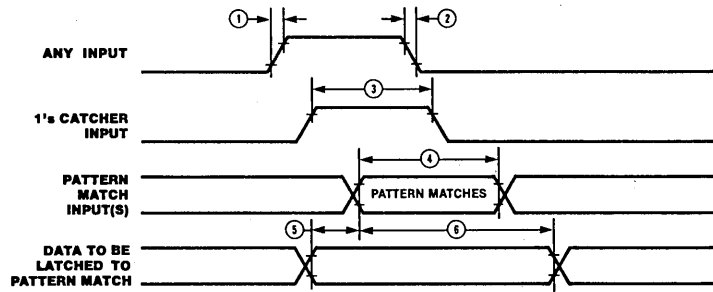 1
2
ANY INPUT
3
1's CATCHER
INPUT
4
PATTERN
MATCH
INPUT(S)
PATTERN MATCHES
5
6
DATA TO BE
LATCHED TO
PATTERN MATCH